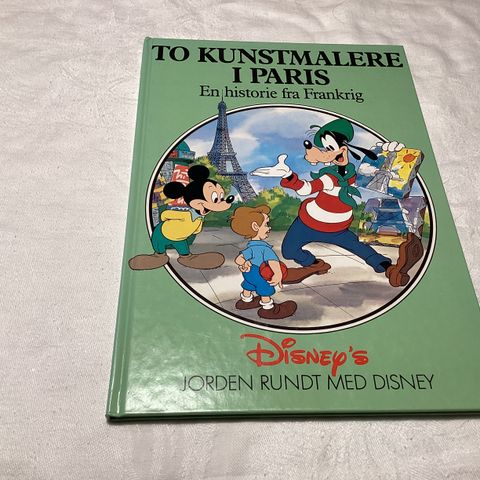 TO KUNSTMALERE
I PARIS
En historie fra Frankrig
Disney's
JORDEN RUNDT MED DISNEY